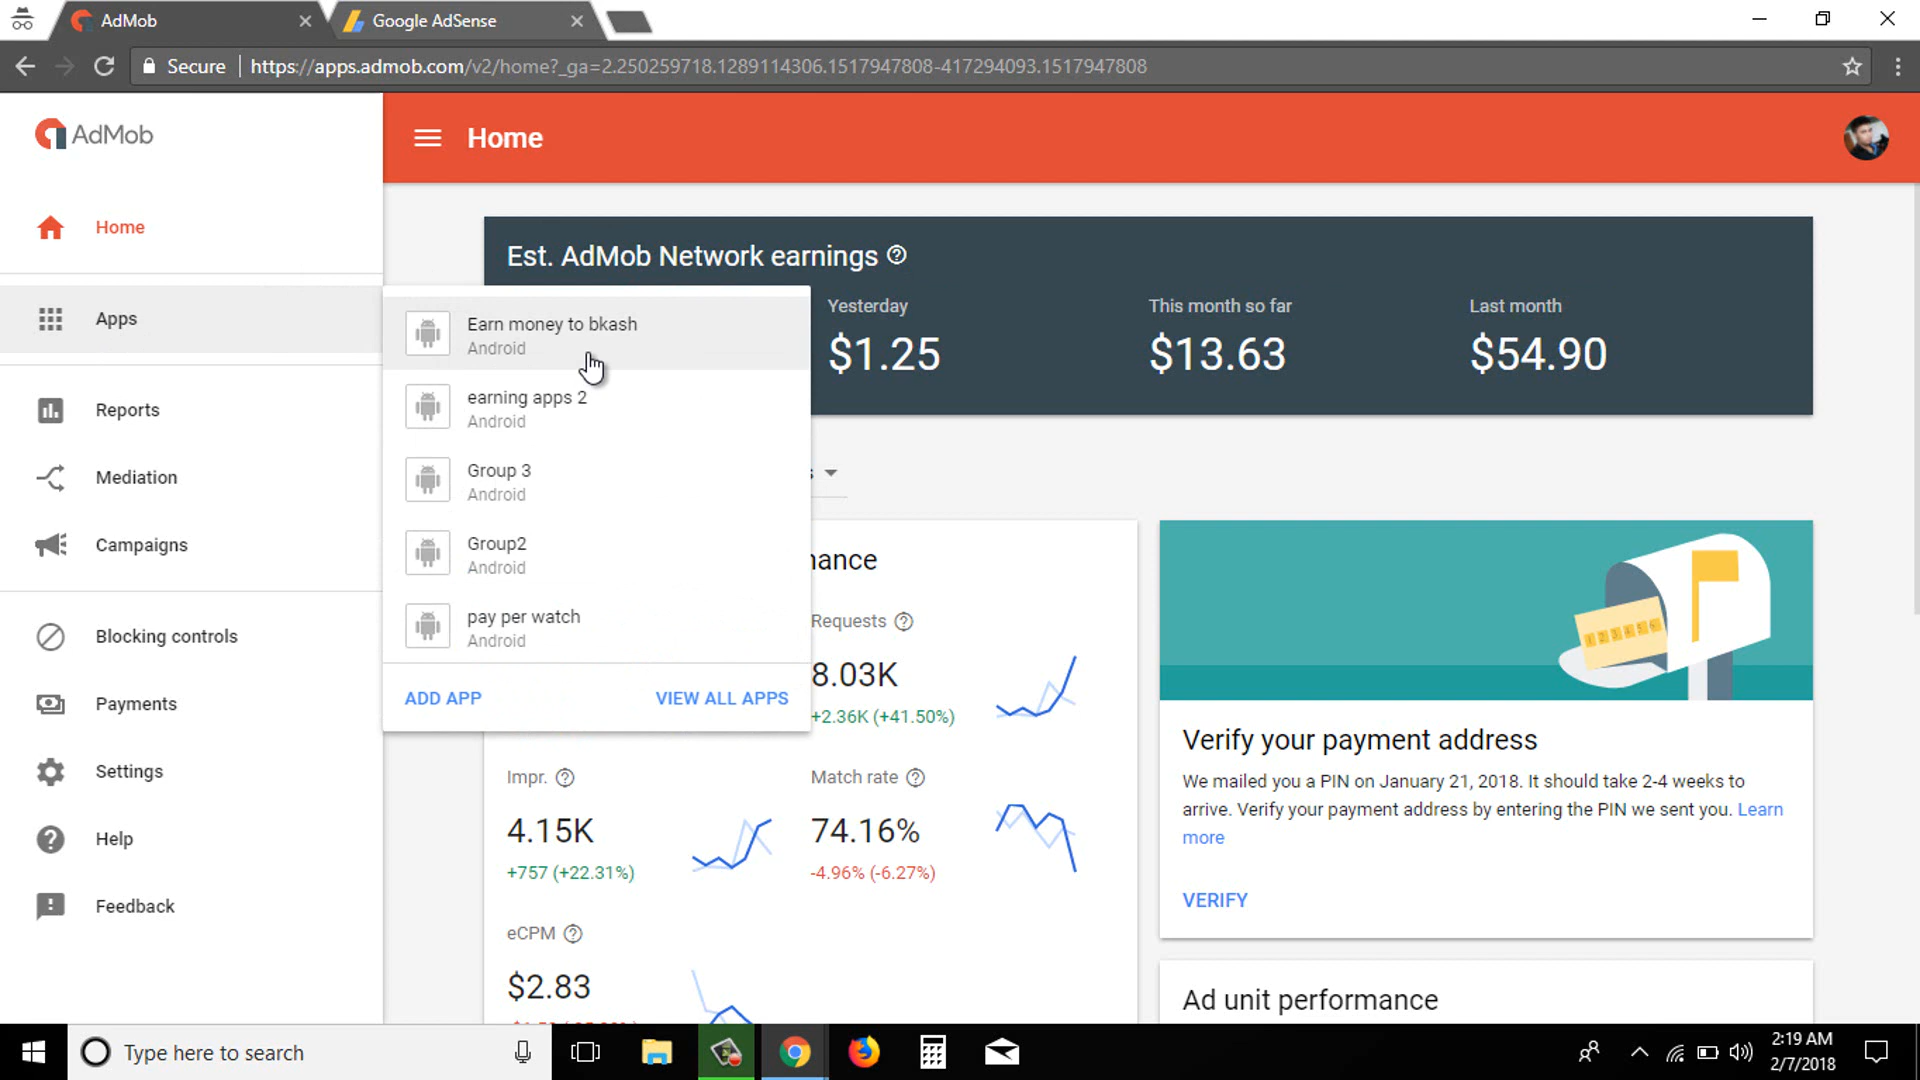 AdMob
Google AdSense
Secure
https://apps.admob.com/v2/home?_ga=2.250259718.1289114306.1517947808-417294093.1517947808
AdMob
Home
Home
Apps
Reports
Mediation
Campaigns
Blocking controls
Payments
Settings
Help
Feedback
Earn money to bkash
Android
earning apps 2
Android
Group 3
Android
Group2
Android
pay per watch
Android
ADD APP
VIEW ALL APPS
Est. AdMob Network earnings
Yesterday
$1.25
This month so far
$13.63
Last month
$54.90
Requests
8.03K
+2.36K (+41.50%)
Impr.
4.15K
+757 (+22.31%)
Match rate
74.16%
-4.96% (-6.27%)
eCPM
$2.83
Verify your payment address
We mailed you a PIN on January 21, 2018. It should take 2-4 weeks to
arrive. Verify your payment address by entering the PIN we sent you. Learn
more
VERIFY
Ad unit performance
Type here to search
2:19 AM
2/7/2018